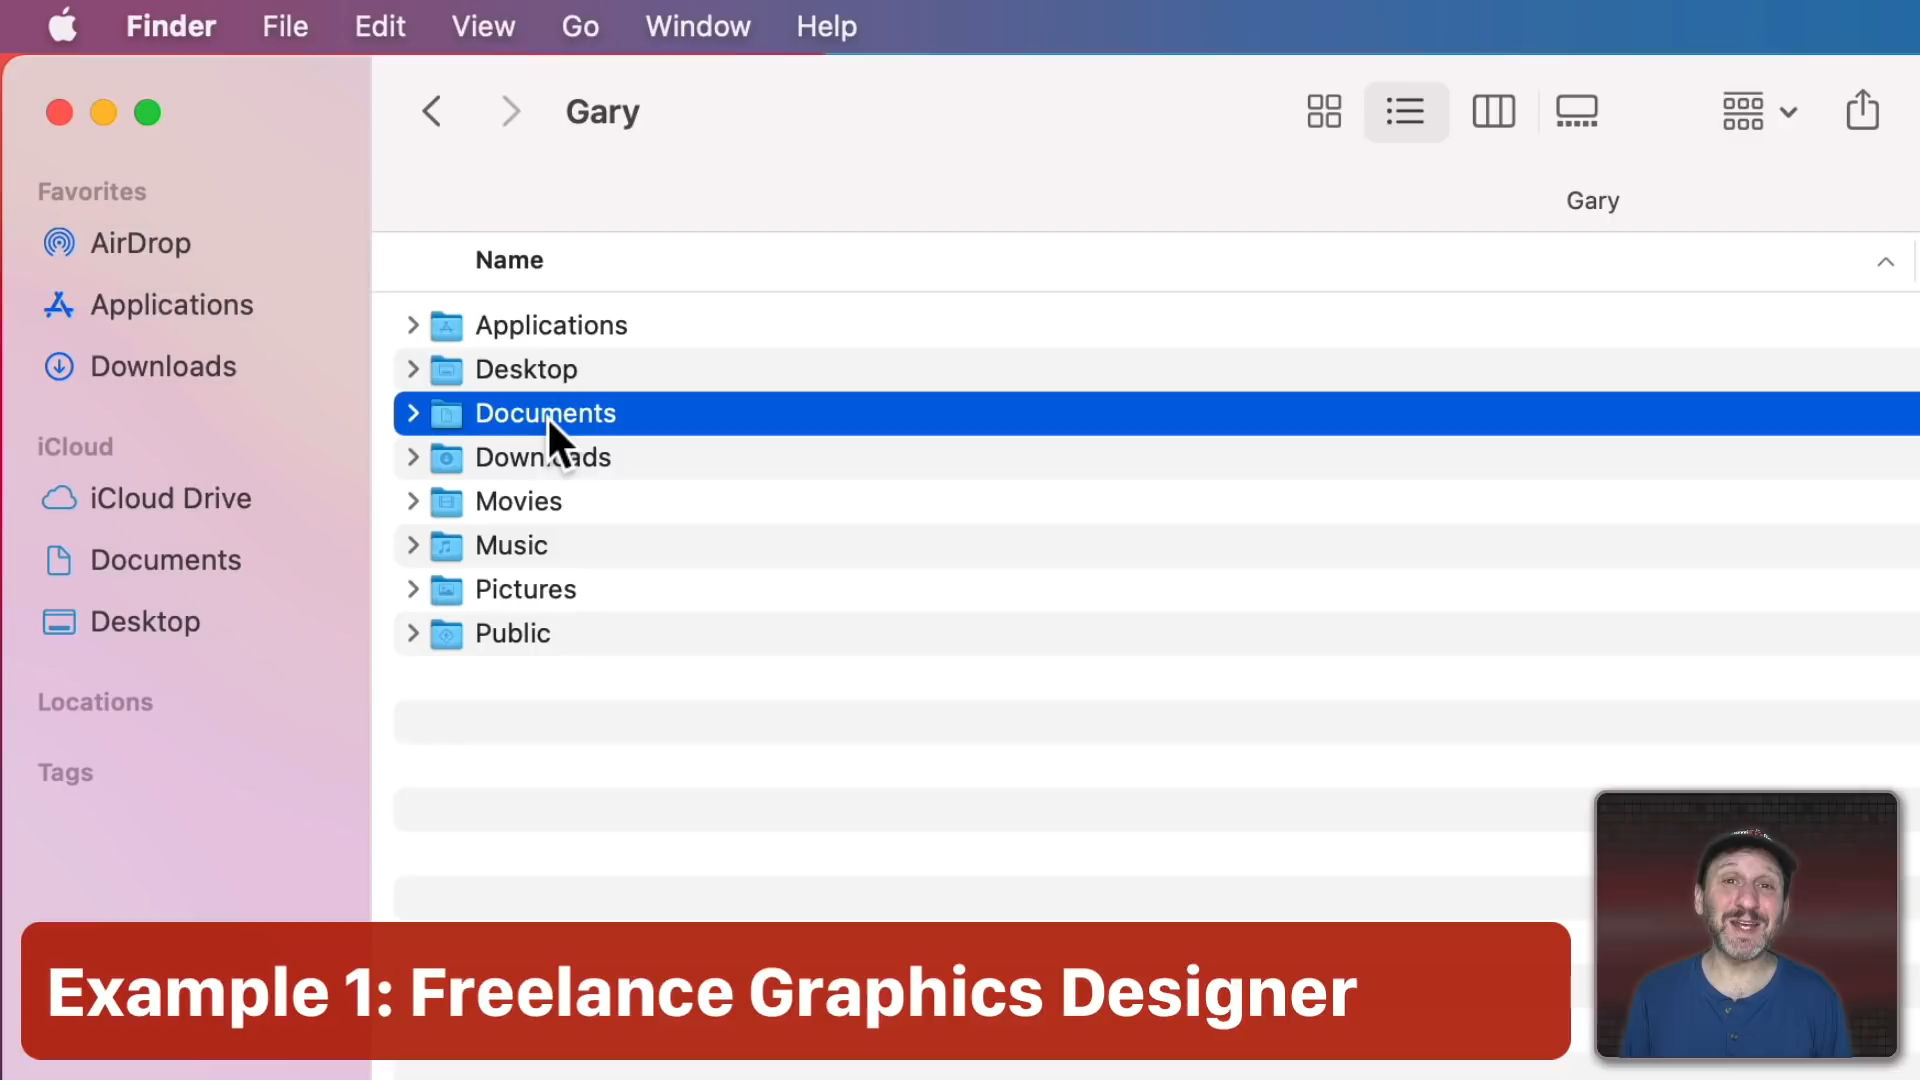 Finder File Edit View Go Window Help
Gary
Gary
Favorites
AirDrop
Applications
Downloads
iCloud
iCloud Drive
Documents
Desktop
Locations
Tags
Name
Applications
Desktop
Documents
Downloads
Movies
Music
Pictures
Public
Example 1: Freelance Graphics Designer